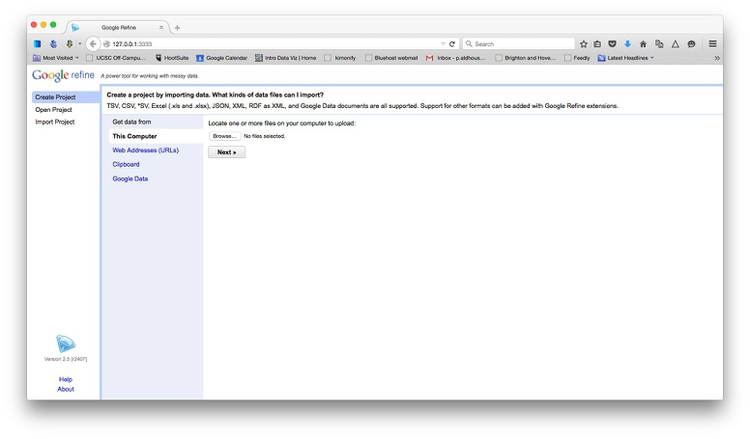 Google Refine
127.0.0.1:3333
Search
Most Visited
UCSC Off-Campu...
HootSuite
Google Calendar
Intro Data Viz | Home
kimonify
Bluehost webmail
Inbox - p.aldhous...
Brighton and Hove...
Feedly
Latest Headlines
Google refine
A power tool for working with messy data.
Create Project
Open Project
Import Project
Create a project by importing data. What kinds of data files can I import?
TSV, CSV, *SV, Excel (.xls and .xlsx), JSON, XML, RDF as XML, and Google Data documents are all supported. Support for other formats can be added with Google Refine extensions.
Get data from
This Computer
Web Addresses (URLs)
Clipboard
Google Data
Locate one or more files on your computer to upload:
Browse... No files selected.
Next »
Version 2.5 [r2407]
Help
About